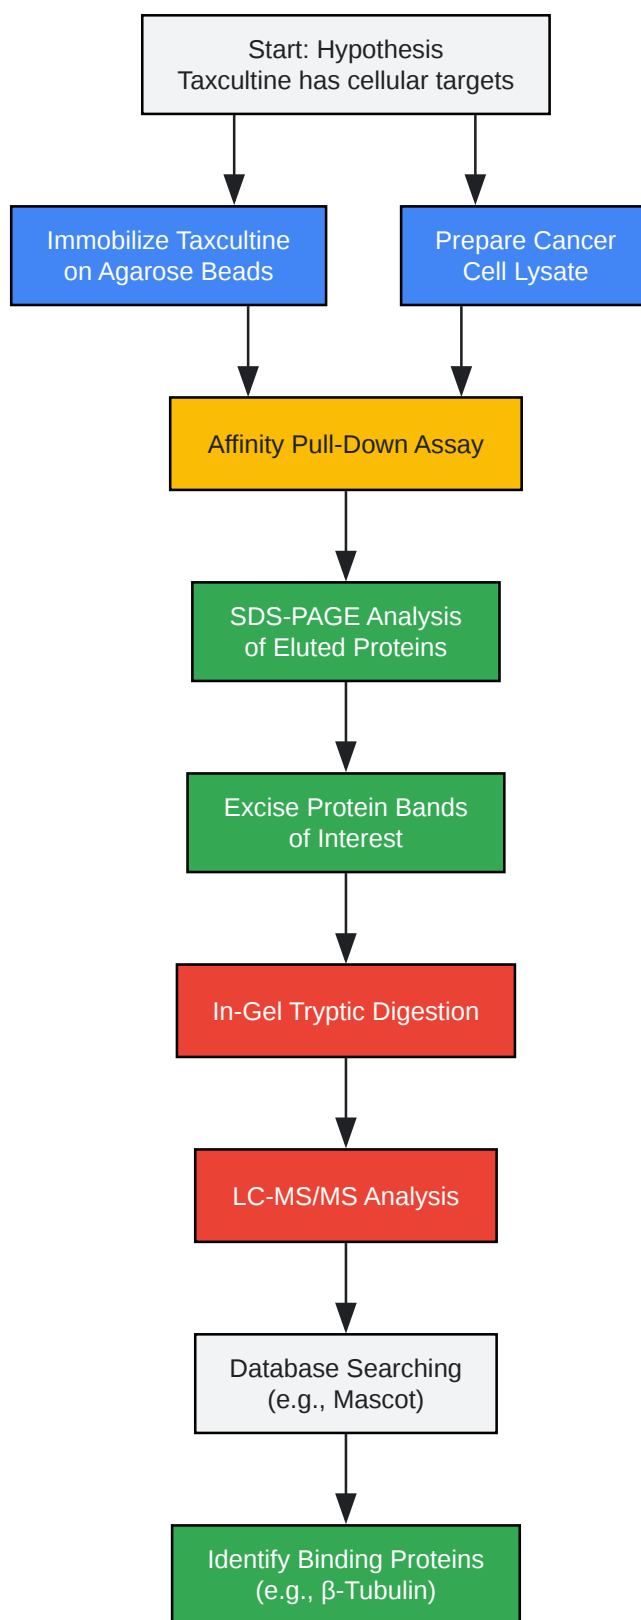 Start: Hypothesis
Taxcultine has cellular targets
Immobilize Taxcultine
on Agarose Beads
Prepare Cancer
Cell Lysate
Affinity Pull-Down Assay
SDS-PAGE Analysis
of Eluted Proteins
Excise Protein Bands
of Interest
In-Gel Tryptic Digestion
LC-MS/MS Analysis
Database Searching
(e.g., Mascot)
Identify Binding Proteins
(e.g., β-Tubulin)